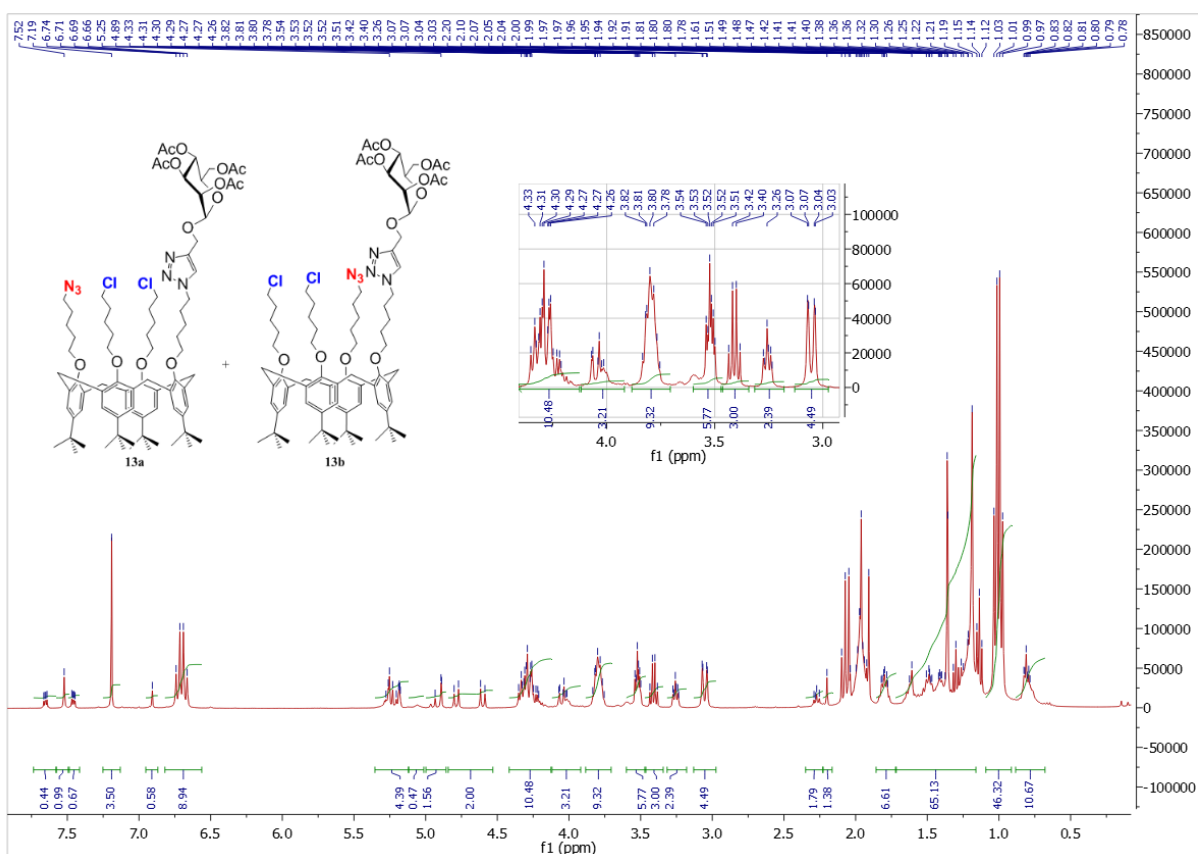 7.52 7.19 6.74 6.71 6.69 6.66 5.25 4.89 4.33 4.31 4.30 4.29 4.27 4.27 4.26 3.82 3.81 3.81 3.80 3.78 3.54 3.53 3.52 3.52 3.51 3.42 3.40 3.26 3.07 3.07 3.04 3.03 2.20 2.10 2.07 2.05 2.04 2.00 1.99 1.97 1.97 1.96 1.95 1.94 1.92 1.91 1.81 1.80 1.80 1.78 1.61 1.51 1.49 1.48 1.47 1.42 1.41 1.41 1.40 1.38 1.36 1.36 1.32 1.30 1.26 1.25 1.22 1.21 1.19 1.15 1.14 1.12 1.03 1.01 0.99 0.97 0.83 0.82 0.81 0.80 0.79 0.78
850000
800000
750000
700000
650000
600000
550000
500000
450000
400000
350000
300000
250000
200000
150000
100000
50000
0
-50000
-100000
AcO
AcO
OAc
OAc
O
O
N
N
N
N3
Cl
Cl
O
O
O
O
13a
+
AcO
AcO
OAc
OAc
O
O
N
N
N
Cl
Cl
N3
O
O
O
O
13b
4.33 4.31 4.30 4.29 4.27 4.27 4.26 3.82 3.81 3.80 3.78 3.54 3.53 3.52 3.52 3.51 3.42 3.40 3.26 3.07 3.07 3.04 3.03
100000
80000
60000
40000
20000
0
10.48 3.21 9.32 5.77 3.00 2.39 4.49
4.0 3.5 3.0
f1 (ppm)
0.44 0.99 0.67 3.50 0.58 8.94 4.39 0.47 1.56 2.00 10.48 3.21 9.32 5.77 3.00 2.39 4.49 1.79 1.38 6.61 65.13 46.32 10.67
7.5 7.0 6.5 6.0 5.5 5.0 4.5 4.0 3.5 3.0 2.5 2.0 1.5 1.0 0.5
f1 (ppm)